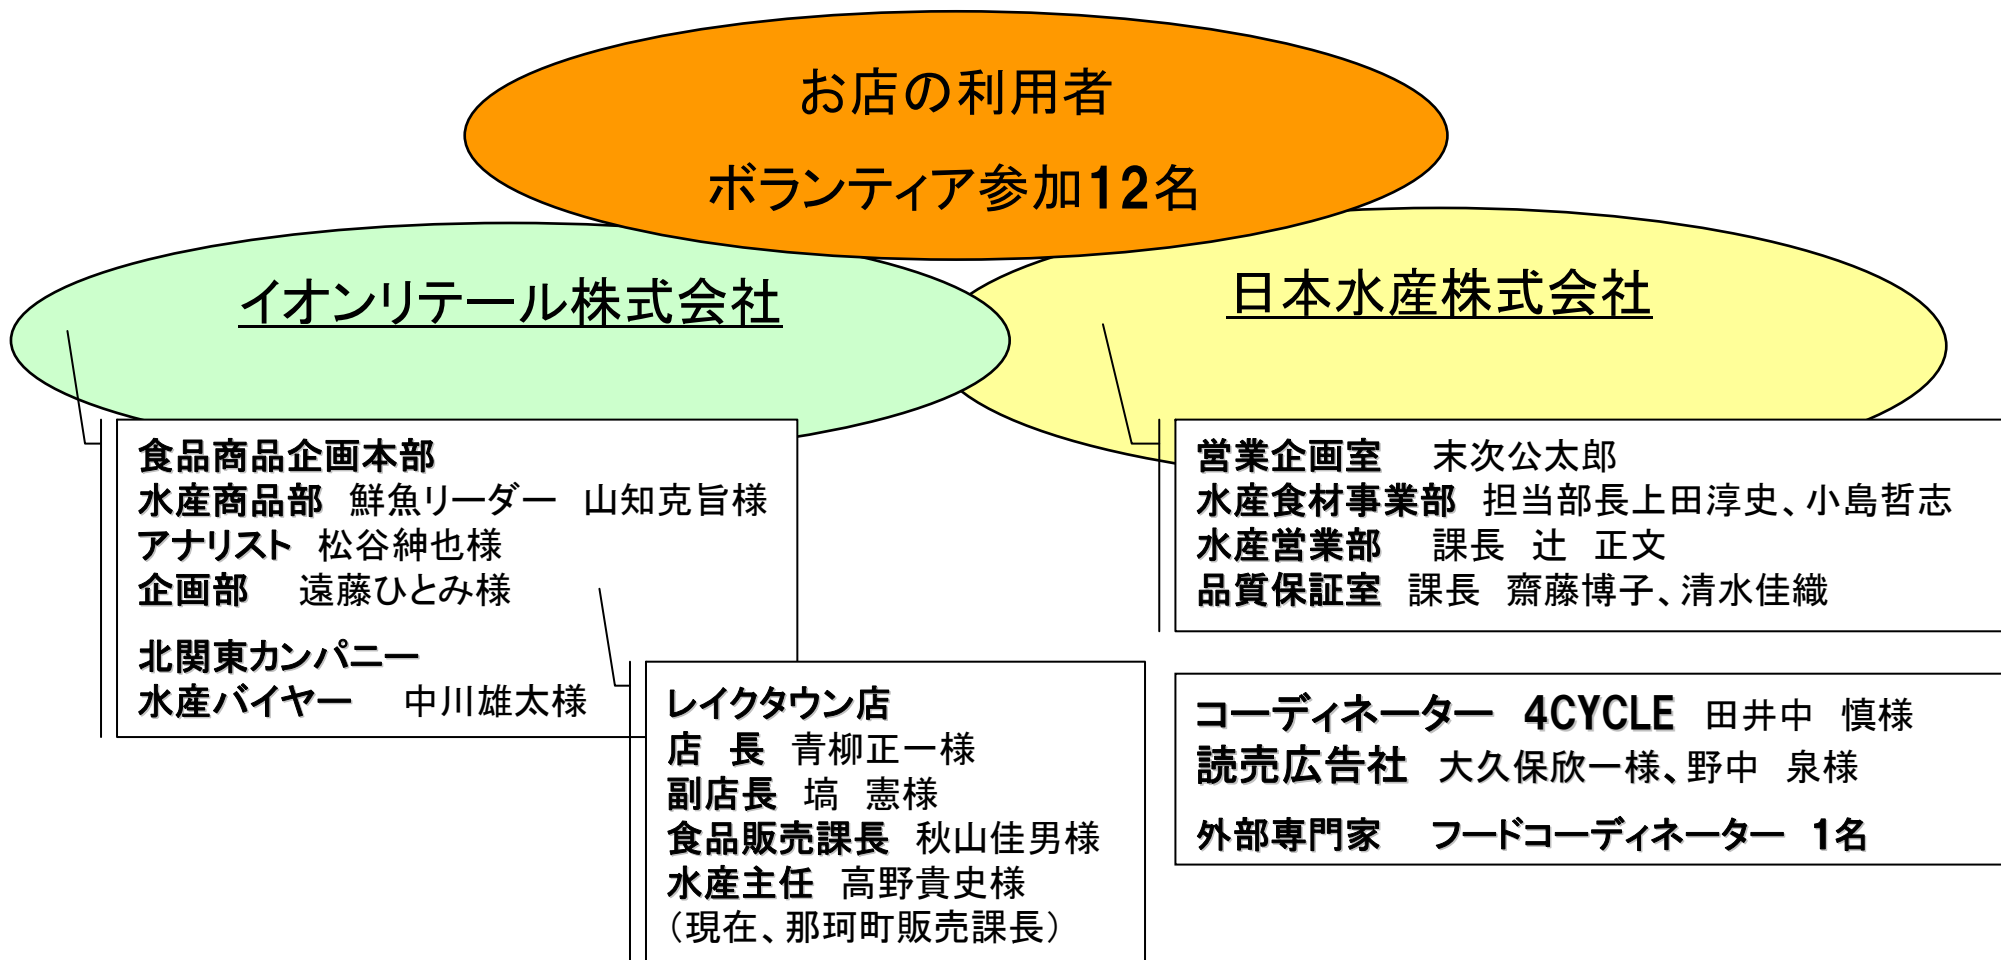 お店の利用者
ボランティア参加12名
イオンリテール株式会社
日本水産株式会社
食品商品企画本部
水産商品部　鮮魚リーダー　山知克旨様
アナリスト　松谷紳也様
企画部　遠藤ひとみ様
北関東カンパニー
水産バイヤー　中川雄太様
レイクタウン店
店　長　青柳正一様
副店長　塙　憲様
食品販売課長　秋山佳男様
水産主任　高野貴史様
（現在、那珂町販売課長）
営業企画室　末次公太郎
水産食材事業部　担当部長上田淳史、小島哲志
水産営業部　課長　辻　正文
品質保証室　課長　齋藤博子、清水佳織
コーディネーター　4CYCLE　田井中　慎様
読売広告社　大久保欣一様、野中　泉様
外部専門家　フードコーディネーター　1名